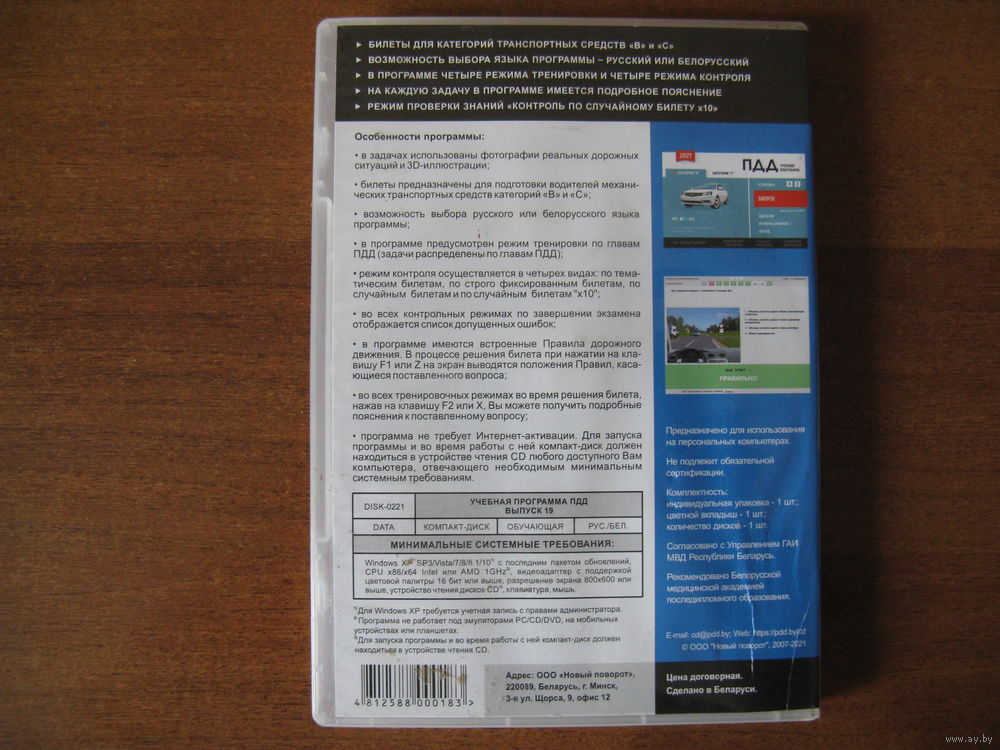 ► БИЛЕТЫ ДЛЯ КАТЕГОРИЙ ТРАНСПОРТНЫХ СРЕДСТВ «В» и «С»
► ВОЗМОЖНОСТЬ ВЫБОРА ЯЗЫКА ПРОГРАММЫ – РУССКИЙ ИЛИ БЕЛОРУССКИЙ
► В ПРОГРАММЕ ЧЕТЫРЕ РЕЖИМА ТРЕНИРОВКИ И ЧЕТЫРЕ РЕЖИМА КОНТРОЛЯ
► НА КАЖДУЮ ЗАДАЧУ В ПРОГРАММЕ ИМЕЕТСЯ ПОДРОБНОЕ ПОЯСНЕНИЕ
► РЕЖИМ ПРОВЕРКИ ЗНАНИЙ «КОНТРОЛЬ ПО СЛУЧАЙНОМУ БИЛЕТУ х10»
Особенности программы:
• в задачах использованы фотографии реальных дорожных
ситуаций и 3D-иллюстрации;
• билеты предназначены для подготовки водителей механи-
ческих транспортных средств категорий «В» и «С»;
• возможность выбора русского или белорусского языка
программы;
• в программе предусмотрен режим тренировки по главам
ПДД (задачи распределены по главам ПДД);
• режим контроля осуществляется в четырех видах: по тема-
тическим билетам, по строго фиксированным билетам, по
случайным билетам и по случайным билетам "х10";
• во всех контрольных режимах по завершении экзамена
отображается список допущенных ошибок;
• в программе имеются встроенные Правила дорожного
движения. В процессе решения билета при нажатии на кла-
вишу F1 или Z на экран выводятся положения Правил, каса-
ющиеся поставленного вопроса;
• во всех тренировочных режимах во время решения билета,
нажав на клавишу F2 или X, Вы можете получить подробные
пояснения к поставленному вопросу;
• программа не требует Интернет-активации. Для запуска
программы и во время работы с ней компакт-диск должен
находиться в устройстве чтения CD любого доступного Вам
компьютера, отвечающего необходимым минимальным
системным требованиям.
DISK-0221
УЧЕБНАЯ ПРОГРАММА ПДД
ВЫПУСК 19
DATA КОМПАКТ-ДИСК ОБУЧАЮЩАЯ РУС./БЕЛ.
МИНИМАЛЬНЫЕ СИСТЕМНЫЕ ТРЕБОВАНИЯ:
Windows XP SP3/Vista/7/8/8.1/10¹⁾ с последним пакетом обновлений,
CPU x86/x64 Intel или AMD 1GHz²⁾, видеоадаптер с поддержкой
цветовой палитры 16 бит или выше, разрешение экрана 800х600 или
выше, устройство чтения дисков CD³⁾, клавиатура, мышь.
¹⁾Для Windows XP требуется учетная запись с правами администратора.
²⁾Программа не работает под эмуляторами PC/CD/DVD, на мобильных
устройствах или планшетах.
³⁾Для запуска программы и во время работы с ней компакт-диск должен
находиться в устройстве чтения CD.
4 812588 000183 >
Адрес: ООО «Новый поворот»,
220089, Беларусь, г. Минск,
3-я ул. Щорса, 9, офис 12
2021
ПДД
ЗАПУСК
ПРАВИЛЬНО
Предназначено для использования
на персональных компьютерах.
Не подлежит обязательной
сертификации.
Комплектность:
индивидуальная упаковка - 1 шт.;
цветной вкладыш - 1 шт.;
количество дисков - 1 шт.
Согласовано с Управлением ГАИ
МВД Республики Беларусь.
Рекомендовано Белорусской
медицинской академией
последипломного образования.
E-mail: cd@pdd.by; Web: https://pdd.by/cd
© ООО "Новый поворот", 2007-2021
Цена договорная.
Сделано в Беларуси.
www.ay.by